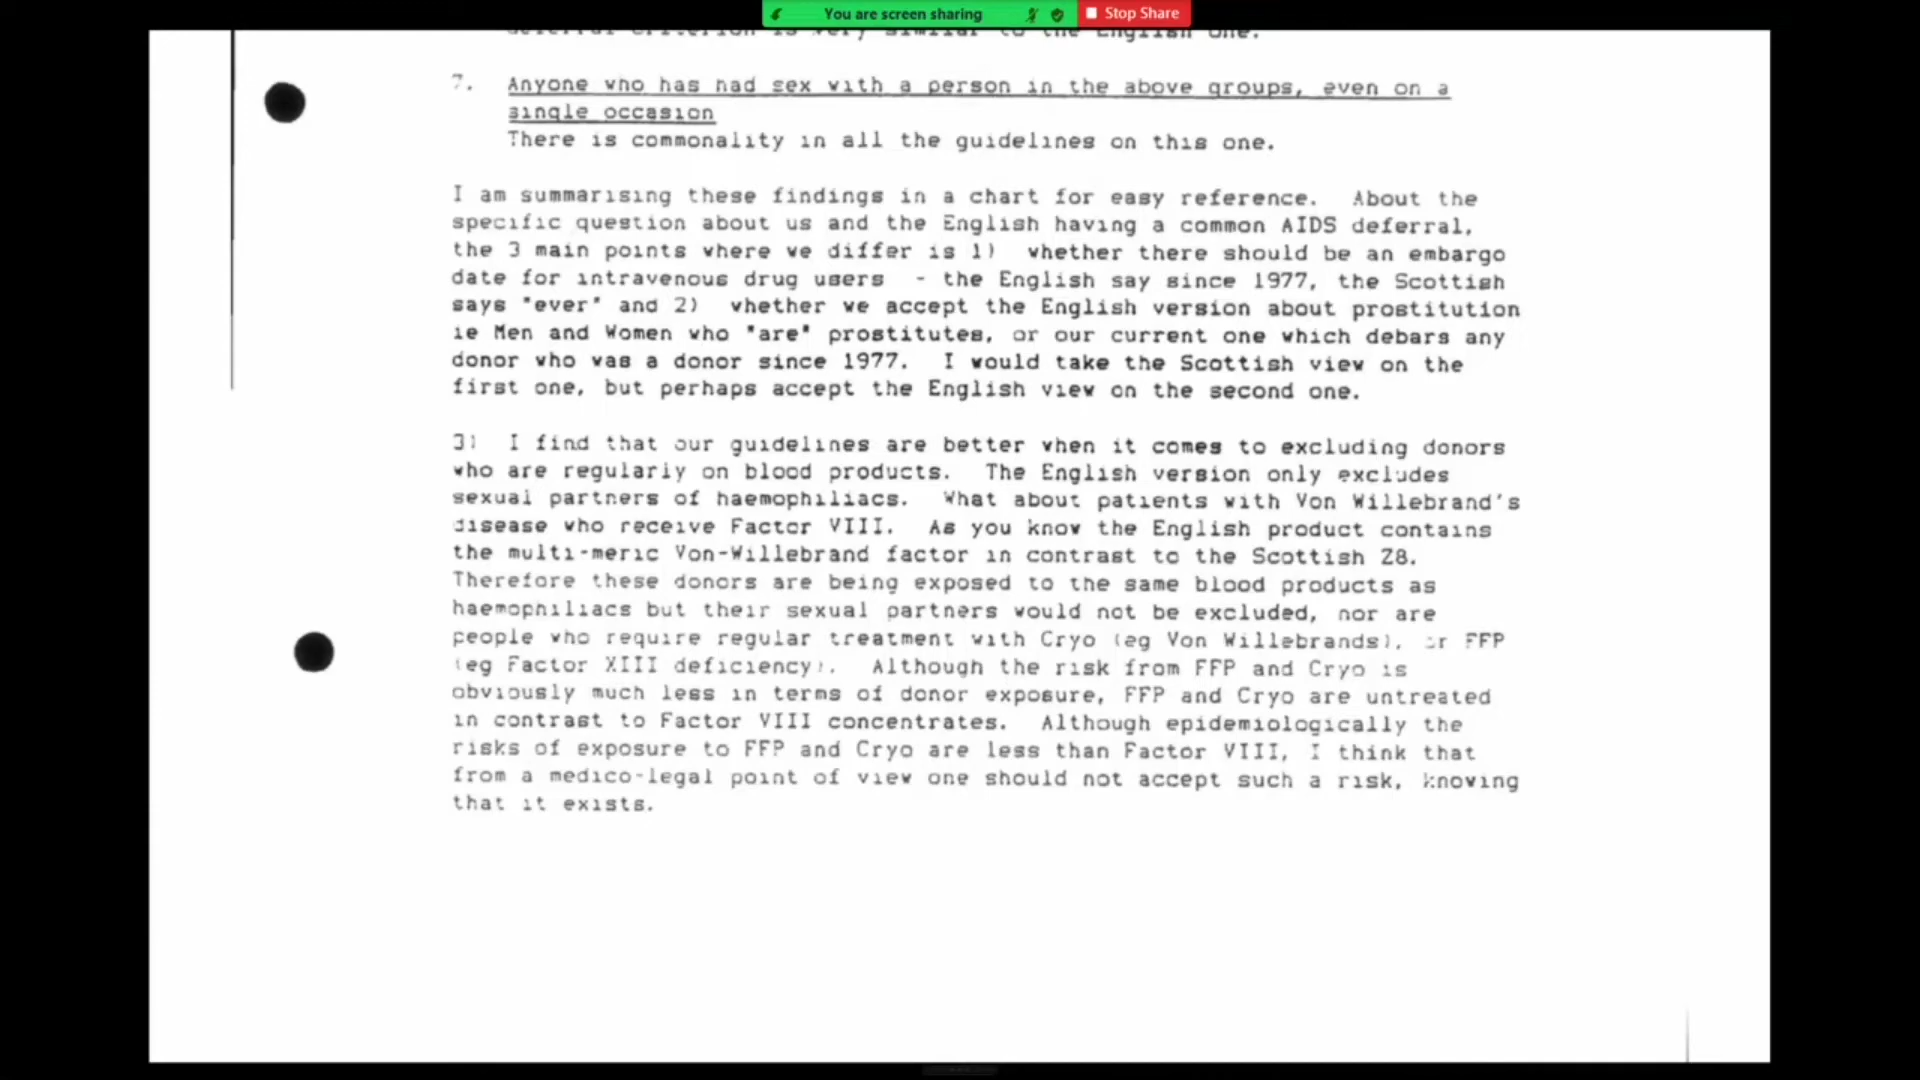 You are screen sharing
Stop Share
deferral criterion is very similar to the English one.
7. Anyone who has had sex with a person in the above groups, even on a
single occasion
There is commonality in all the guidelines on this one.
I am summarising these findings in a chart for easy reference. About the
specific question about us and the English having a common AIDS deferral,
the 3 main points where we differ is 1) whether there should be an embargo
date for intravenous drug users - the English say since 1977, the Scottish
says "ever" and 2) whether we accept the English version about prostitution
ie Men and Women who "are" prostitutes, or our current one which debars any
donor who was a donor since 1977. I would take the Scottish view on the
first one, but perhaps accept the English view on the second one.
3) I find that our guidelines are better when it comes to excluding donors
who are regularly on blood products. The English version only excludes
sexual partners of haemophiliacs. What about patients with Von Willebrand's
disease who receive Factor VIII. As you know the English product contains
the multi-meric Von-Willebrand factor in contrast to the Scottish Z8.
Therefore these donors are being exposed to the same blood products as
haemophiliacs but their sexual partners would not be excluded, nor are
people who require regular treatment with Cryo (eg Von Willebrands), or FFP
(eg Factor XIII deficiency). Although the risk from FFP and Cryo is
obviously much less in terms of donor exposure, FFP and Cryo are untreated
in contrast to Factor VIII concentrates. Although epidemiologically the
risks of exposure to FFP and Cryo are less than Factor VIII, I think that
from a medico-legal point of view one should not accept such a risk, knowing
that it exists.